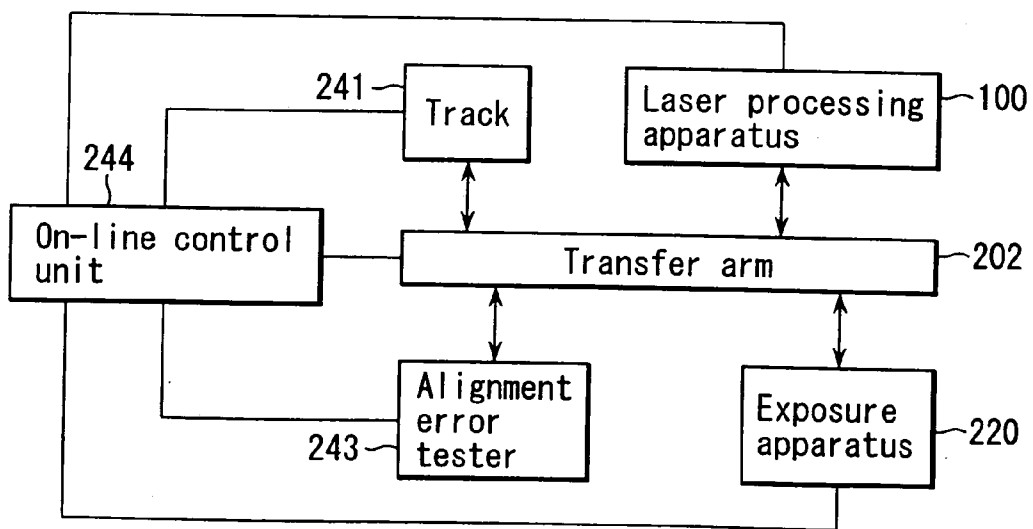 241
Track
Laser processing
apparatus
100
244
On-line control
unit
Transfer arm
202
Alignment
error
tester
243
Exposure
apparatus
220